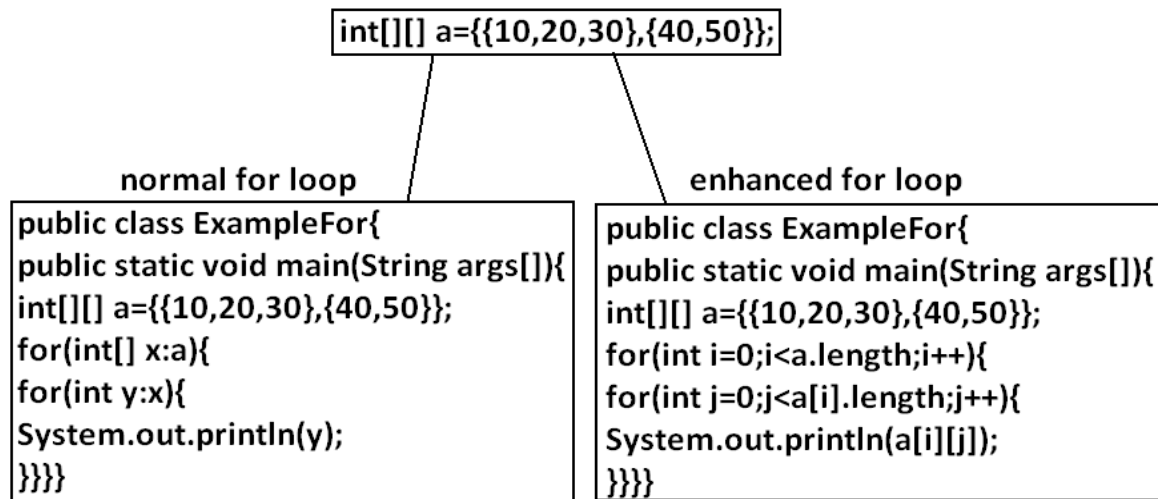 int[][] a={{10,20,30},{40,50}};
normal for loop
public class ExampleFor{
public static void main(String args[]){
int[][] a={{10,20,30},{40,50}};
for(int[] x:a){
for(int y:x){
System.out.println(y);
}}}}
enhanced for loop
public class ExampleFor{
public static void main(String args[]){
int[][] a={{10,20,30},{40,50}};
for(int i=0;i<a.length;i++){
for(int j=0;j<a[i].length;j++){
System.out.println(a[i][j]);
}}}}